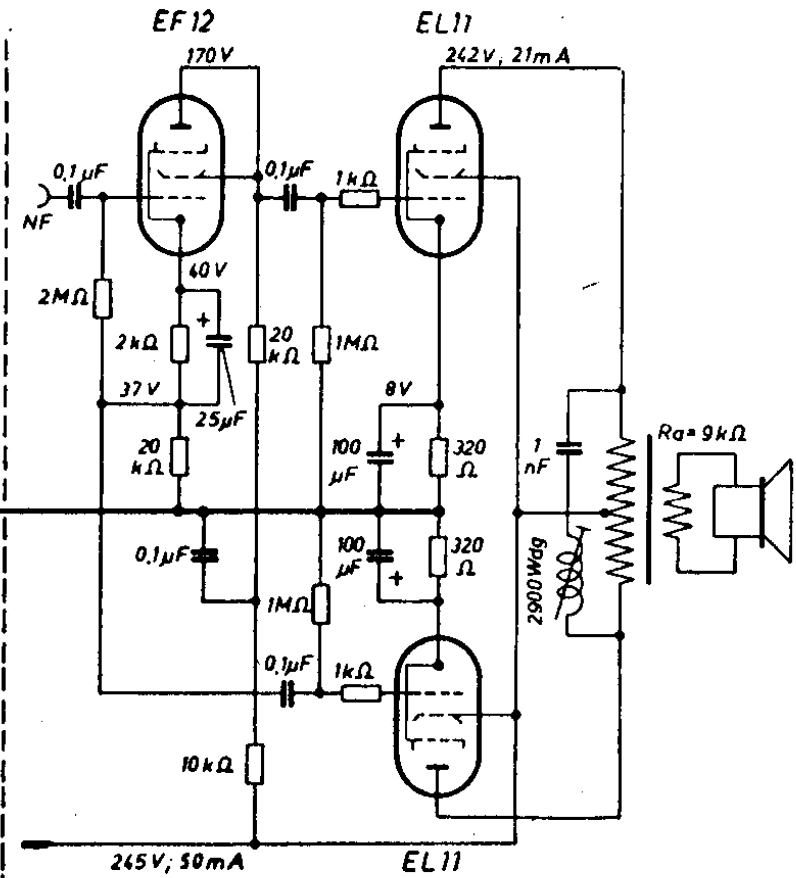 EF12
EL11
170V
242V; 21mA
0,1µF
NF
0,1µF
1kΩ
40V
2MΩ
2kΩ
+
25µF
20
kΩ
1MΩ
37V
8V
20
kΩ
100
µF
+
320
Ω
1
nF
Ra=9kΩ
0,1µF
100
µF
+
320
Ω
2900Wdg
1MΩ
0,1µF
1kΩ
10kΩ
245V; 50mA
EL11